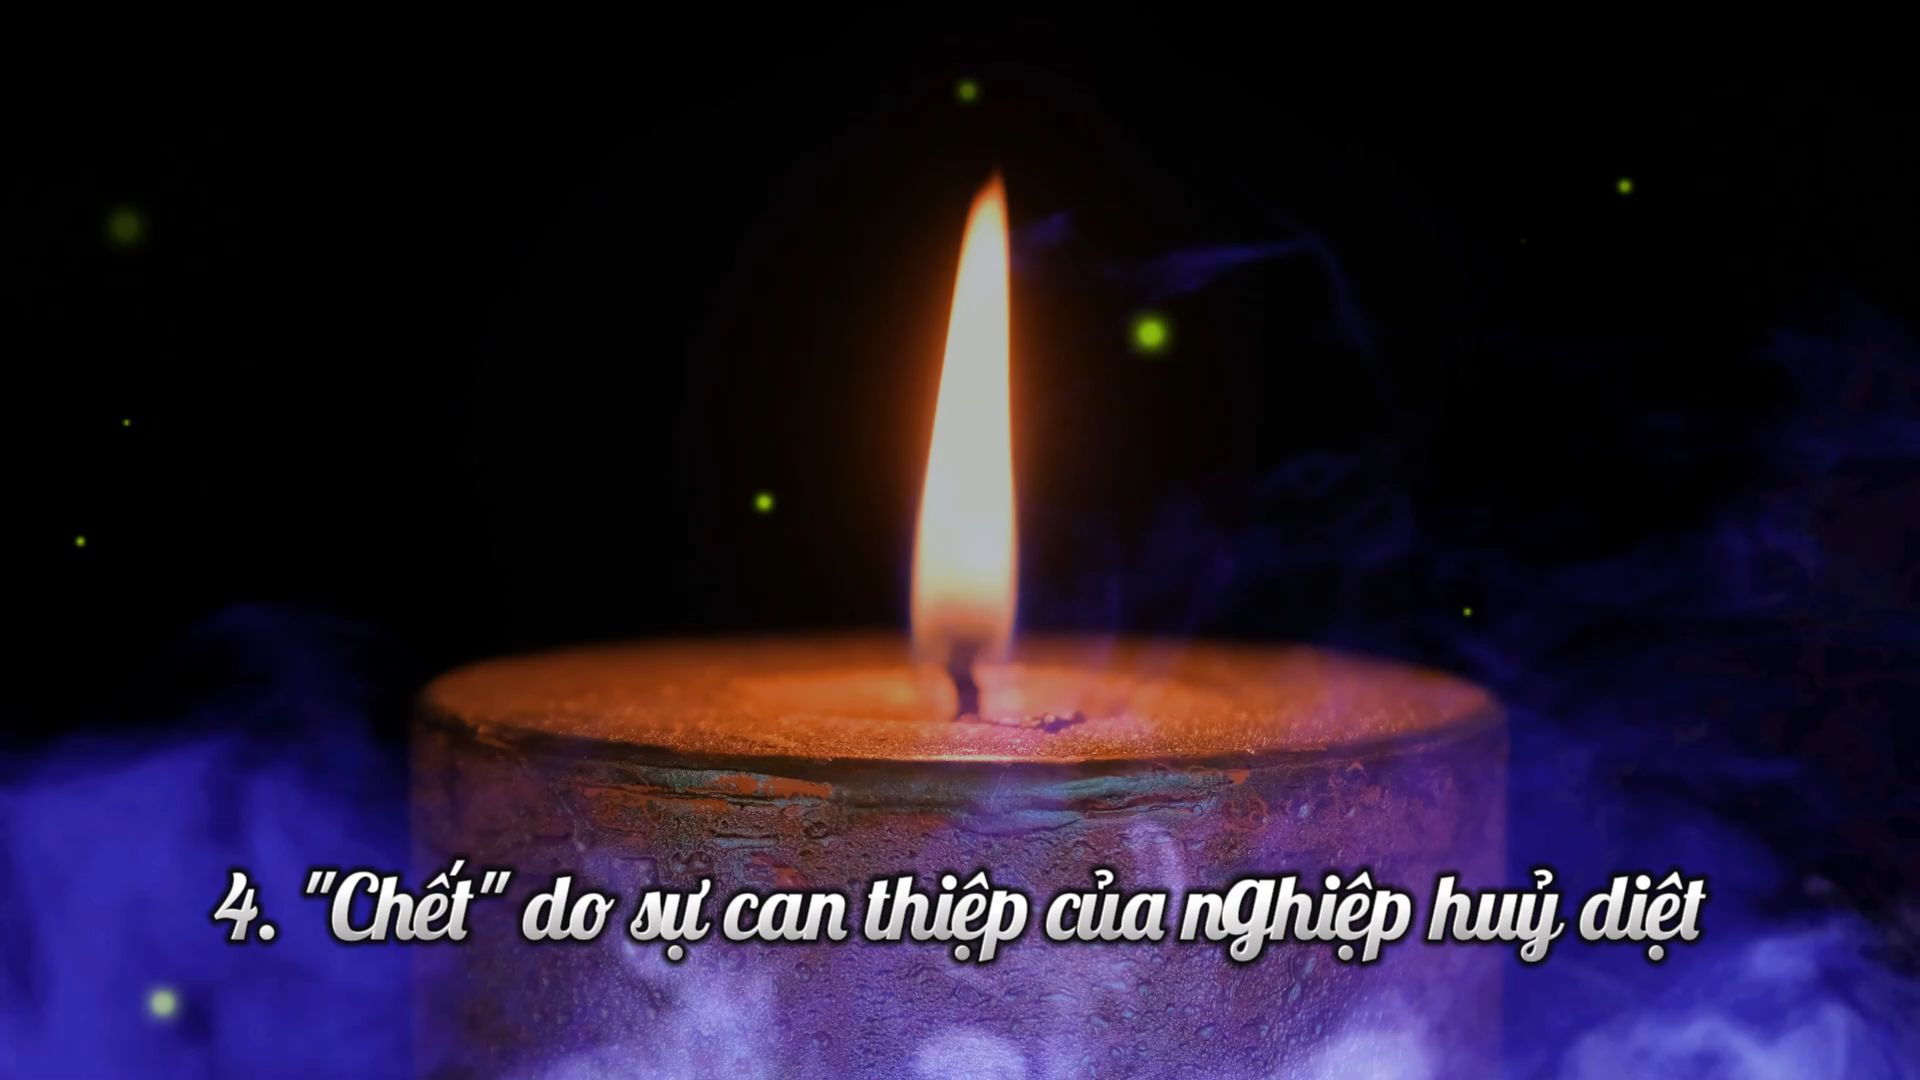 4. "Chết" do sự can thiệp của nghiệp huỷ diệt